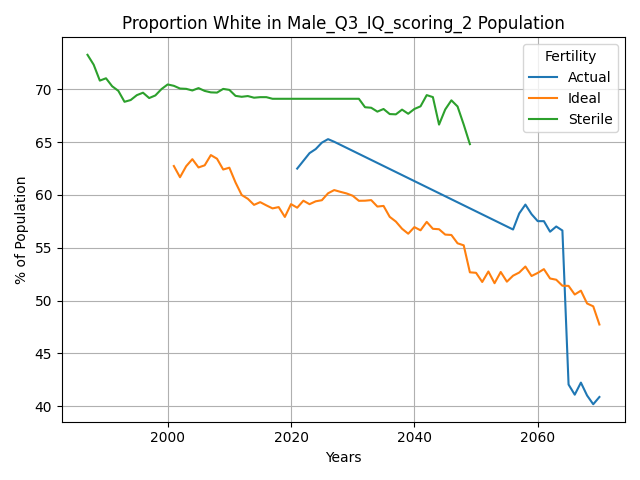 Proportion White in Male_Q3_IQ_scoring_2 Population
Fertility
Actual
Ideal
Sterile
% of Population
70
65
60
55
50
45
40
2000
2020
2040
2060
Years